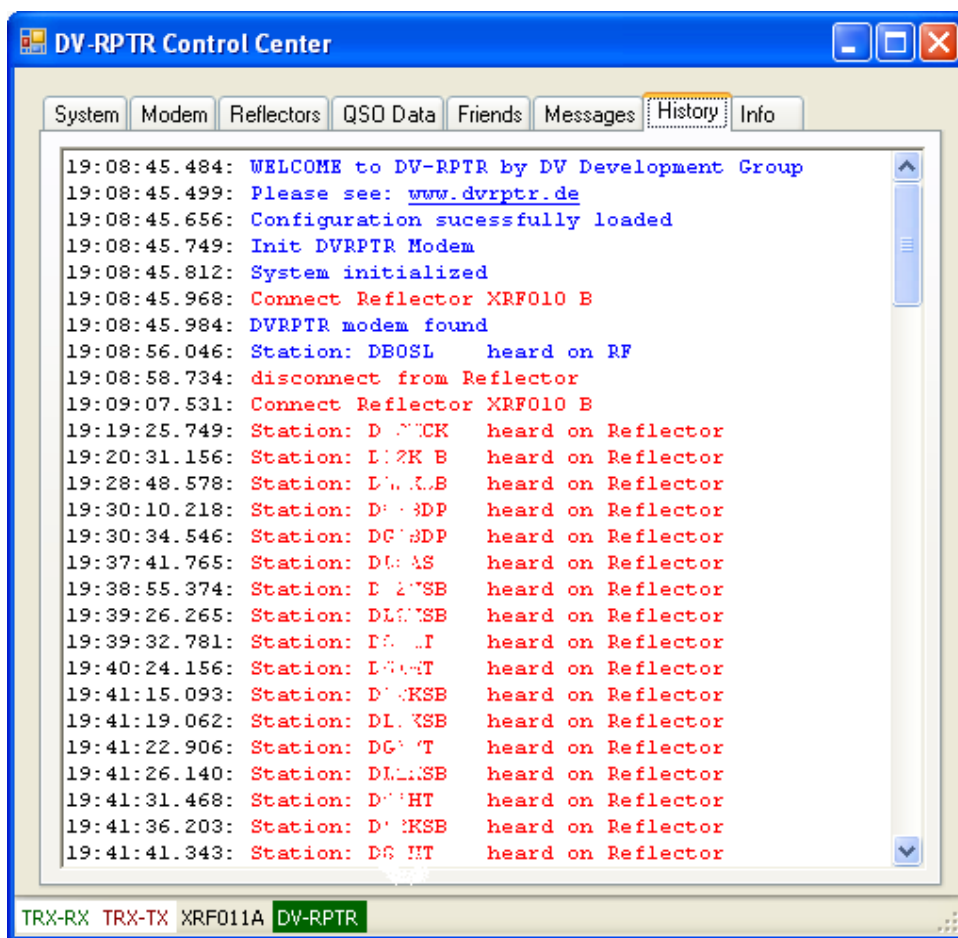 DV-RPTR Control Center
System Modem Reflectors QSO Data Friends Messages History Info
19:08:45.484: WELCOME to DV-RPTR by DV Development Group
19:08:45.499: Please see: www.dvrptr.de
19:08:45.656: Configuration sucessfully loaded
19:08:45.749: Init DVRPTR Modem
19:08:45.812: System initialized
19:08:45.968: Connect Reflector XRF010 B
19:08:45.984: DVRPTR modem found
19:08:56.046: Station: DB0SL heard on RF
19:08:58.734: disconnect from Reflector
19:09:07.531: Connect Reflector XRF010 B
19:19:25.749: Station: heard on Reflector
19:20:31.156: Station: heard on Reflector
19:28:48.578: Station: heard on Reflector
19:30:10.218: Station: heard on Reflector
19:30:34.546: Station: heard on Reflector
19:37:41.765: Station: heard on Reflector
19:38:55.374: Station: heard on Reflector
19:39:26.265: Station: heard on Reflector
19:39:32.781: Station: heard on Reflector
19:40:24.156: Station: heard on Reflector
19:41:15.093: Station: heard on Reflector
19:41:19.062: Station: heard on Reflector
19:41:22.906: Station: heard on Reflector
19:41:26.140: Station: heard on Reflector
19:41:31.468: Station: heard on Reflector
19:41:36.203: Station: heard on Reflector
19:41:41.343: Station: heard on Reflector
TRX-RX TRX-TX XRF011A DV-RPTR